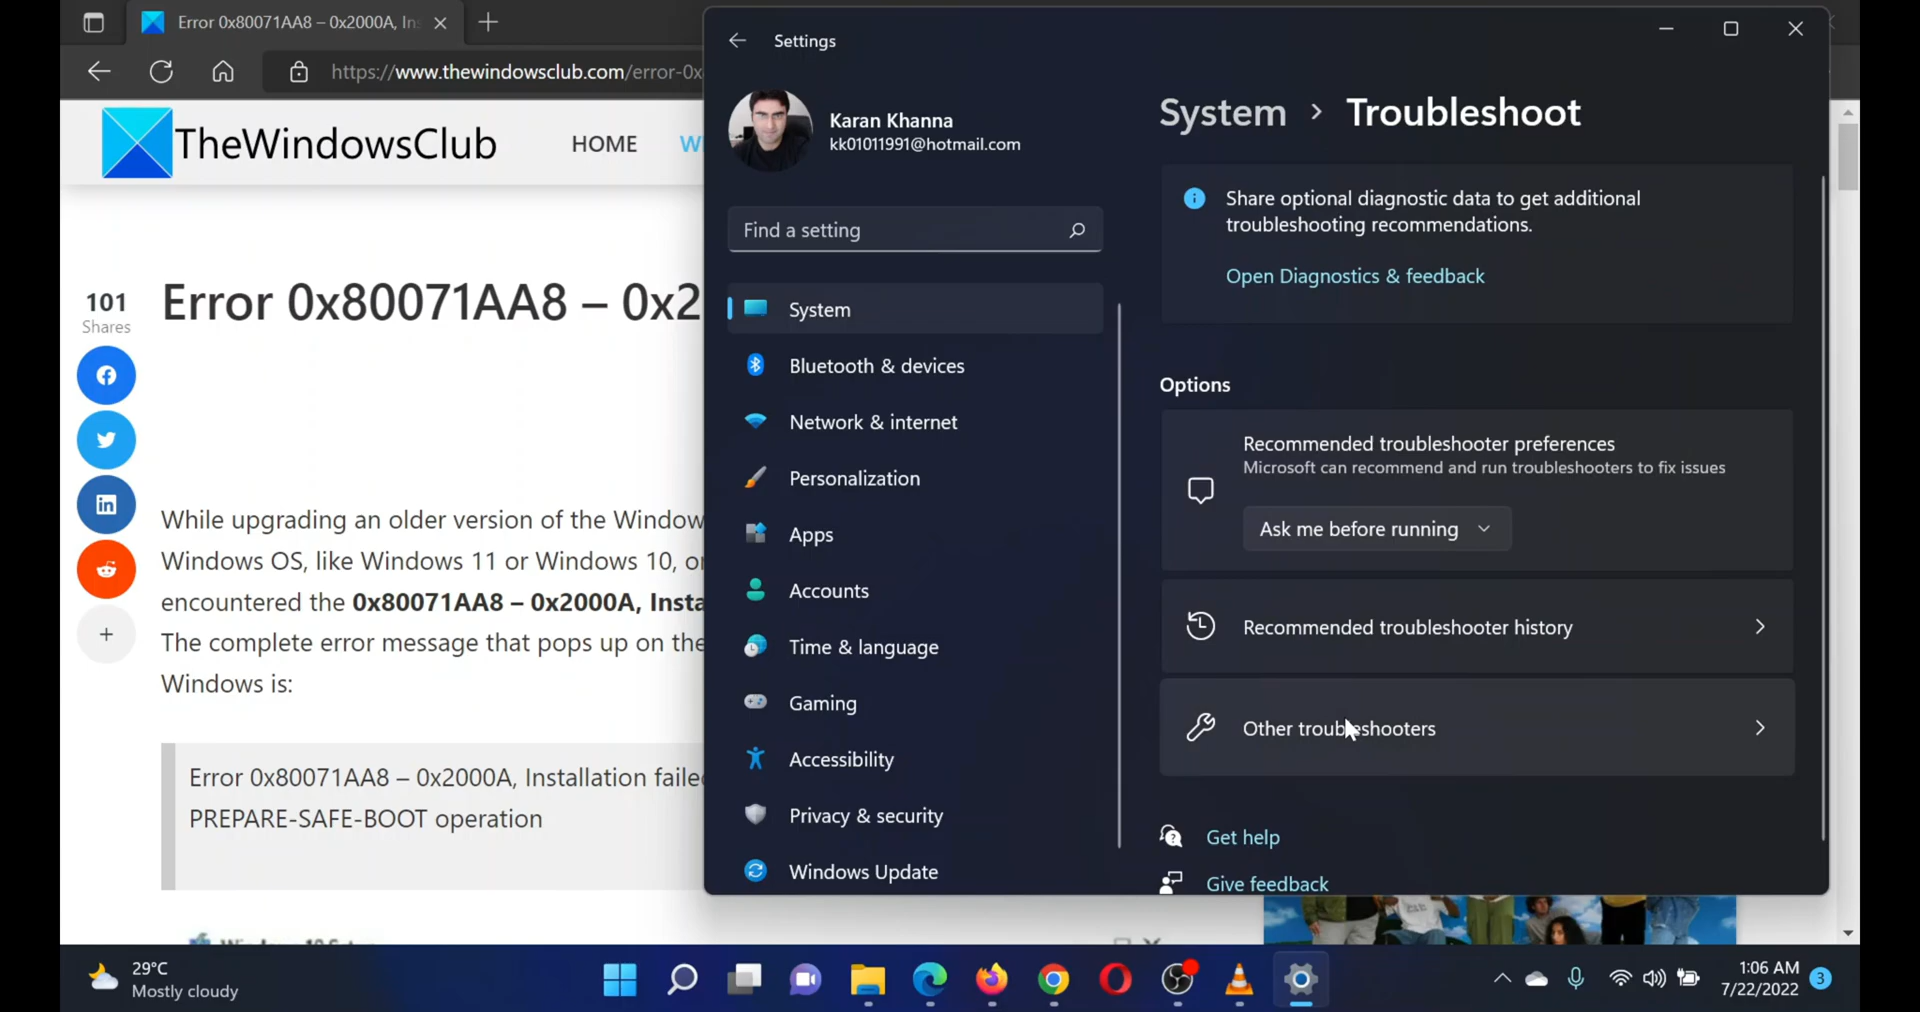 Error 0x80071AA8 – 0x2000A, In
https://www.thewindowsclub.com/error-0x
TheWindowsClub
HOME
101
Shares
Error 0x80071AA8 – 0x2
While upgrading an older version of the Window
Windows OS, like Windows 11 or Windows 10, o
encountered the 0x80071AA8 – 0x2000A, Insta
The complete error message that pops up on the
Windows is:
Error 0x80071AA8 – 0x2000A, Installation failed
PREPARE-SAFE-BOOT operation
Settings
Karan Khanna
kk01011991@hotmail.com
Find a setting
System
Bluetooth & devices
Network & internet
Personalization
Apps
Accounts
Time & language
Gaming
Accessibility
Privacy & security
Windows Update
System > Troubleshoot
Share optional diagnostic data to get additional
troubleshooting recommendations.
Open Diagnostics & feedback
Options
Recommended troubleshooter preferences
Microsoft can recommend and run troubleshooters to fix issues
Ask me before running
Recommended troubleshooter history
Other troubleshooters
Get help
Give feedback
29°C
Mostly cloudy
1:06 AM
7/22/2022
3